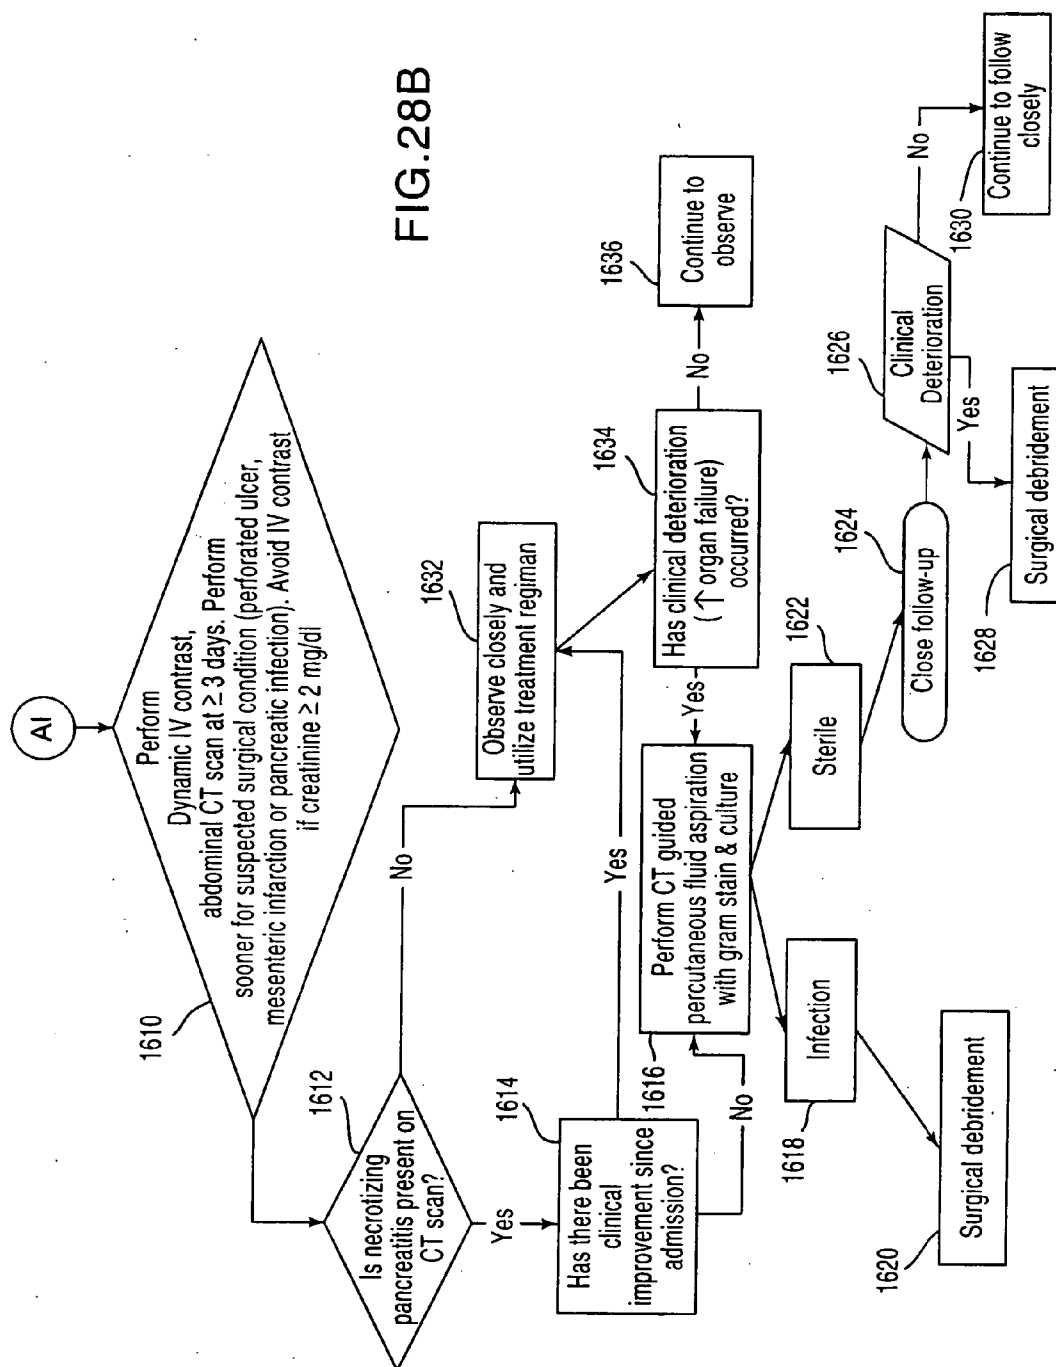 AI
1610
Perform
Dynamic IV contrast,
abdominal CT scan at ≥ 3 days. Perform
sooner for suspected surgical condition (perforated ulcer,
mesenteric infarction or pancreatic infection). Avoid IV contrast
if creatinine ≥ 2 mg/dl
FIG.28B
1612
Is necrotizing
pancreatitis present on
CT scan?
No
Yes
1632
Observe closely and
utilize treatment regiman
1614
Has there been
clinical
improvement since
admission?
Yes
No
1634
Has clinical deterioration
(↑ organ failure)
occurred?
No
Yes
1636
Continue to
observe
1616
Perform CT guided
percutaneous fluid aspiration
with gram stain & culture
1618
Infection
1622
Sterile
1620
Surgical debridement
1624
Close follow-up
1626
Clinical
Deterioration
No
Yes
1628
Surgical debridement
1630
Continue to follow
closely